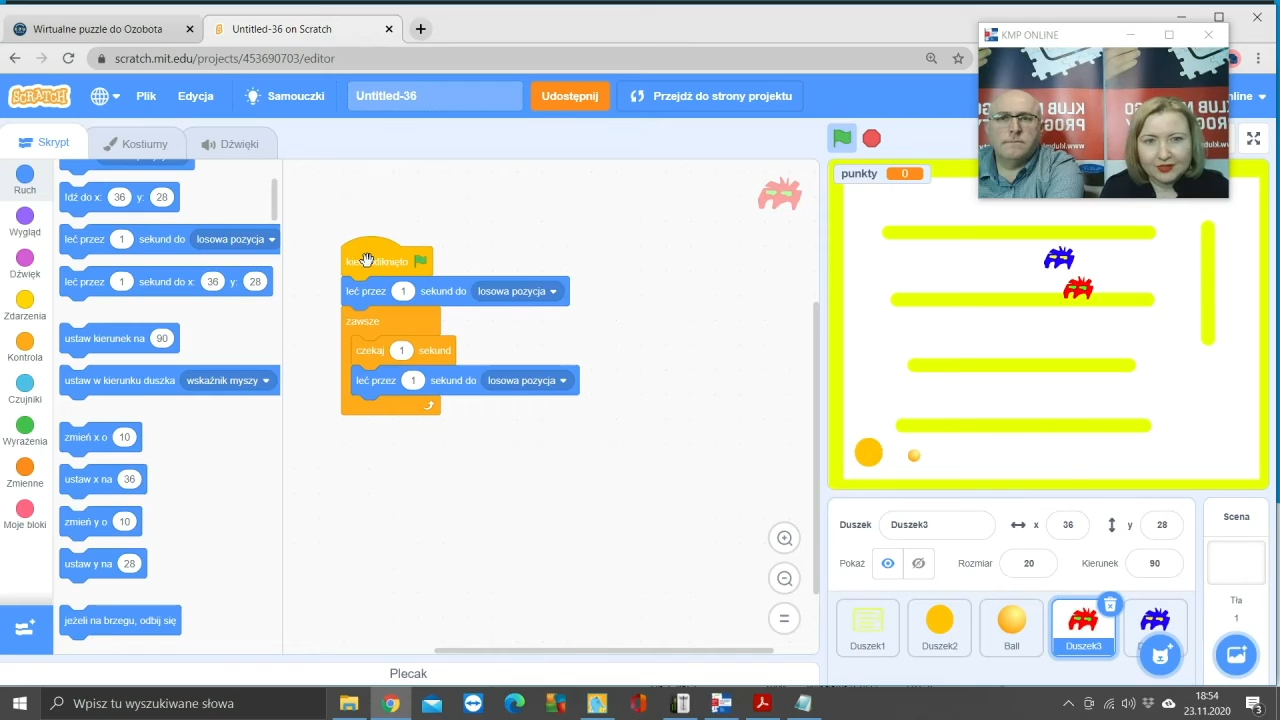 Wirtualne puzzle do Ozobota
Untitled-36 on Scratch
scratch.mit.edu/projects/453690703/editor
KMP ONLINE
SCRATCH
Plik
Edycja
Samouczki
Untitled-36
Udostępnij
Przejdź do strony projektu
nline
Skrypt
Kostiumy
Dźwięki
Ruch
Wygląd
Dźwięk
Zdarzenia
Kontrola
Czujniki
Wyrażenia
Zmienne
Moje bloki
Idź do x: 36 y: 28
leć przez 1 sekund do losowa pozycja
leć przez 1 sekund do x: 36 y: 28
ustaw kierunek na 90
ustaw w kierunku duszka wskaźnik myszy
zmień x o 10
ustaw x na 36
zmień y o 10
ustaw y na 28
jeżeli na brzegu, odbij się
leć przez 1 sekund do losowa pozycja
zawsze
czekaj 1 sekund
leć przez 1 sekund do losowa pozycja
Plecak
punkty 0
Duszek Duszek3 x 36 y 28
Pokaż Rozmiar 20 Kierunek 90
Duszek1
Duszek2
Ball
Duszek3
Scena
Tła
1
Wpisz tu wyszukiwane słowa
18:54
23.11.2020
3